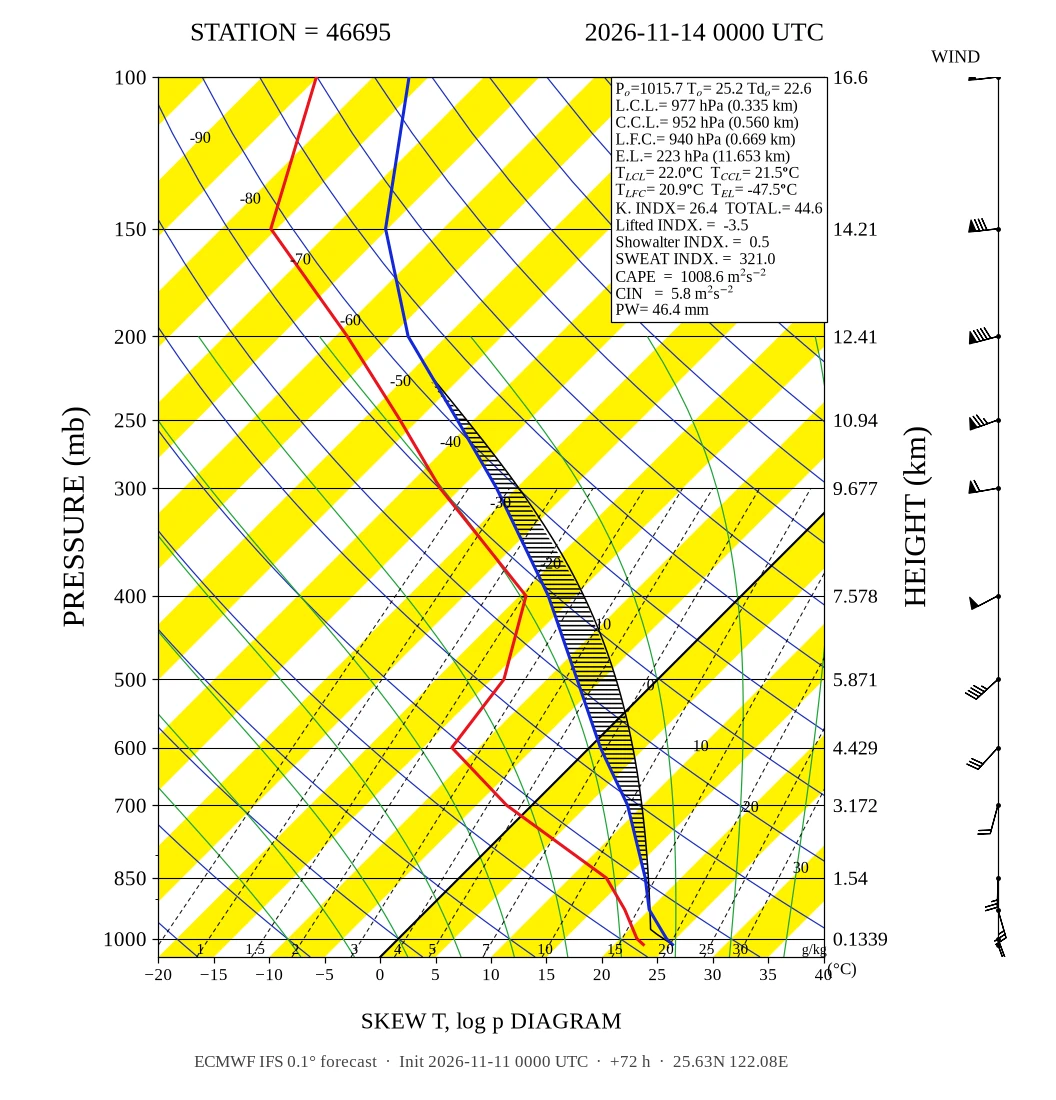 STATION = 46695
2026-11-14 0000 UTC
WIND
P₀=1015.7 T₀= 25.2 Td₀= 22.6
L.C.L.= 977 hPa (0.335 km)
C.C.L.= 952 hPa (0.560 km)
L.F.C.= 940 hPa (0.669 km)
E.L.= 223 hPa (11.653 km)
T_LCL= 22.0°C T_CCL= 21.5°C
T_LFC= 20.9°C T_EL= -47.5°C
K. INDX= 26.4 TOTAL.= 44.6
Lifted INDX. = -3.5
Showalter INDX. = 0.5
SWEAT INDX. = 321.0
CAPE = 1008.6 m²s⁻²
CIN = 5.8 m²s⁻²
PW= 46.4 mm
100 16.6
-90
-80
150 14.21
-70
-60
200 12.41
-50
250 10.94
-40
300 9.677
-30
-20
400 7.578
-10
500 5.871
0
600 4.429
10
700 3.172
20
850 1.54
30
1000 0.1339
PRESSURE (mb)
HEIGHT (km)
1 1.5 2 3 4 5 7 10 15 20 25 30 g/kg
−20 −15 −10 −5 0 5 10 15 20 25 30 35 40 (°C)
SKEW T, log p DIAGRAM
ECMWF IFS 0.1° forecast · Init 2026-11-11 0000 UTC · +72 h · 25.63N 122.08E